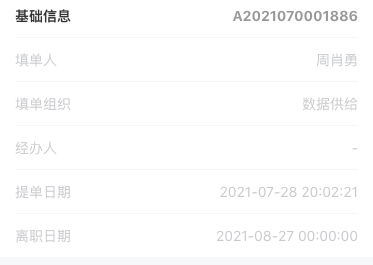 基础信息 A2021070001886
填单人 周肖勇
填单组织 数据供给
经办人 -
提单日期 2021-07-28 20:02:21
离职日期 2021-08-27 00:00:00